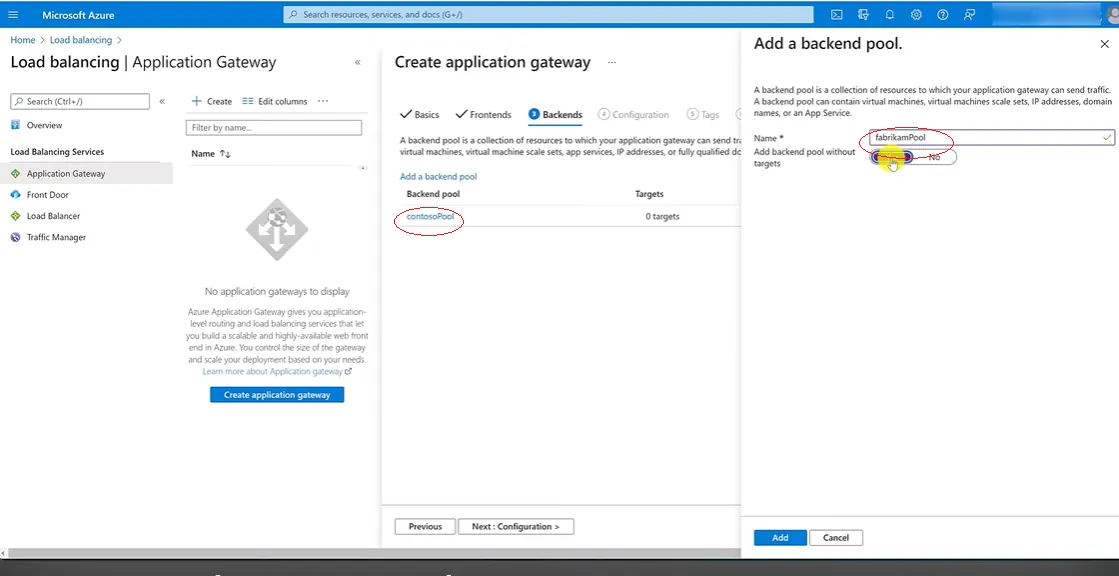 Microsoft Azure
Search resources, services, and docs (G+/)
Home > Load balancing >
Load balancing | Application Gateway
Search (Ctrl+/)
Overview
Load Balancing Services
Application Gateway
Front Door
Load Balancer
Traffic Manager
Create
Edit columns
Filter by name...
Name
No application gateways to display
Azure Application Gateway gives you application-
level routing and load balancing services that let
you build a scalable and highly-available web front
end in Azure. You control the size of the gateway
and scale your deployment based on your needs.
Learn more about Application gateway
Create application gateway
Create application gateway
Basics
Frontends
3 Backends
4 Configuration
5 Tags
A backend pool is a collection of resources to which your application gateway can send
virtual machines, virtual machine scale sets, app services, IP addresses, or fully qualified
Add a backend pool
Backend pool
Targets
contosoPool
0 targets
Previous
Next : Configuration >
Add a backend pool.
A backend pool is a collection of resources to which your application gateway can send traffic.
A backend pool can contain virtual machines, virtual machines scale sets, IP addresses, domain
names, or an App Service.
Name *
fabrikamPool
Add backend pool without
targets
No
Add
Cancel